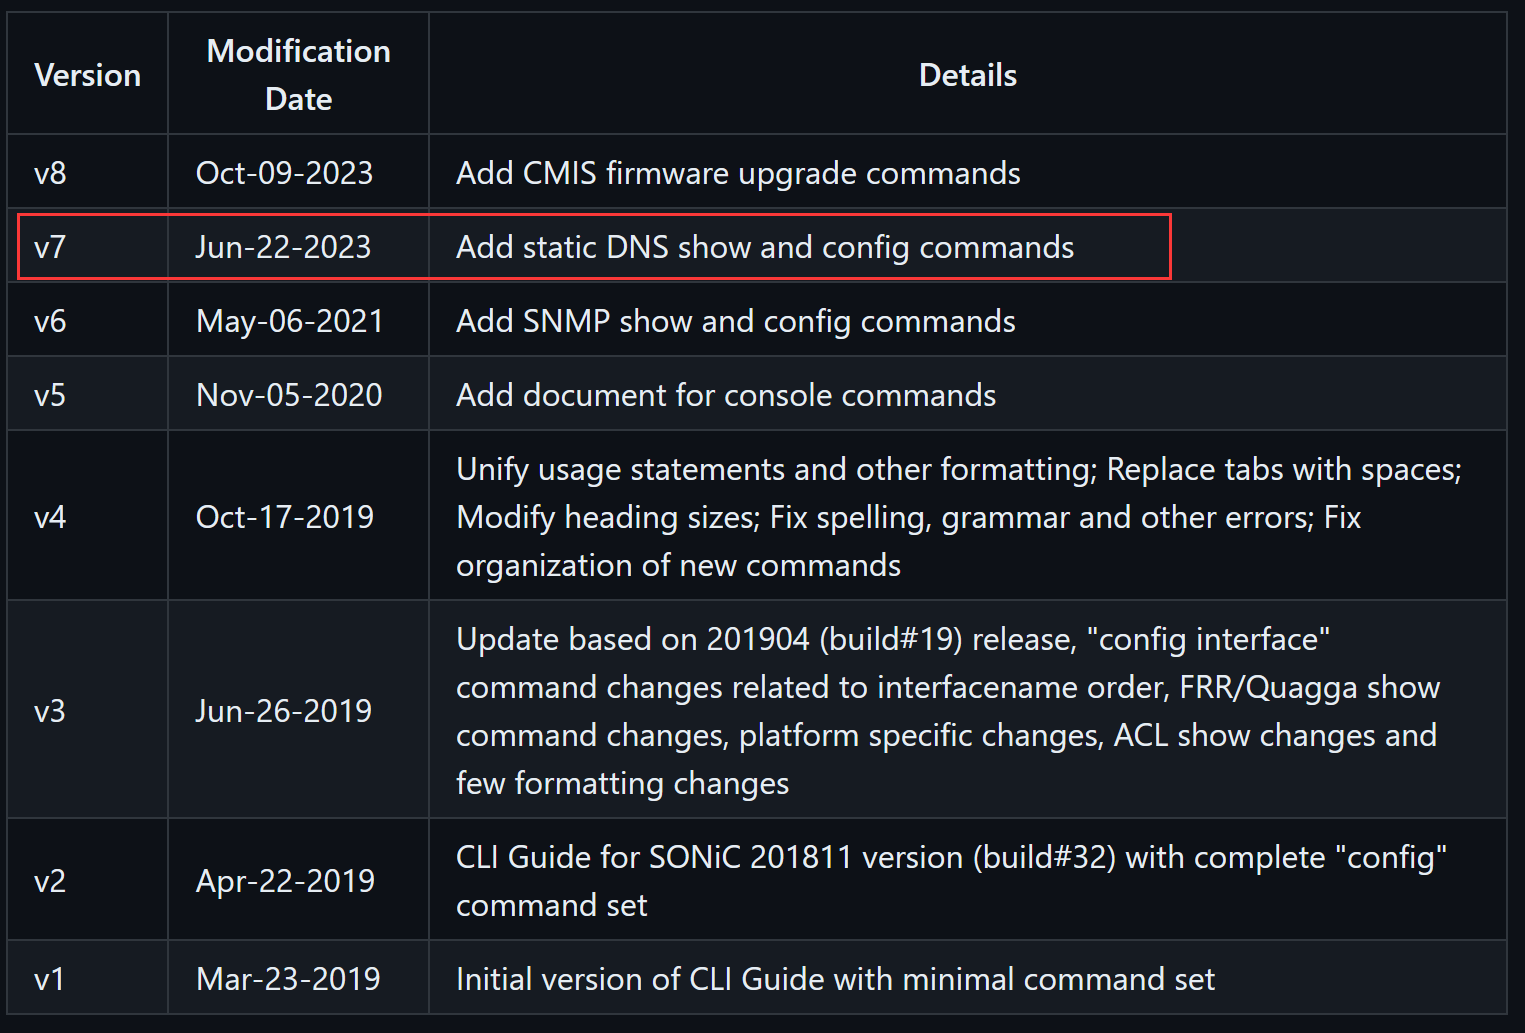 Version
Modification
Date
Details
v8
Oct-09-2023
Add CMIS firmware upgrade commands
v7
Jun-22-2023
Add static DNS show and config commands
v6
May-06-2021
Add SNMP show and config commands
v5
Nov-05-2020
Add document for console commands
v4
Oct-17-2019
Unify usage statements and other formatting; Replace tabs with spaces;
Modify heading sizes; Fix spelling, grammar and other errors; Fix
organization of new commands
v3
Jun-26-2019
Update based on 201904 (build#19) release, "config interface"
command changes related to interfacename order, FRR/Quagga show
command changes, platform specific changes, ACL show changes and
few formatting changes
v2
Apr-22-2019
CLI Guide for SONiC 201811 version (build#32) with complete "config"
command set
v1
Mar-23-2019
Initial version of CLI Guide with minimal command set